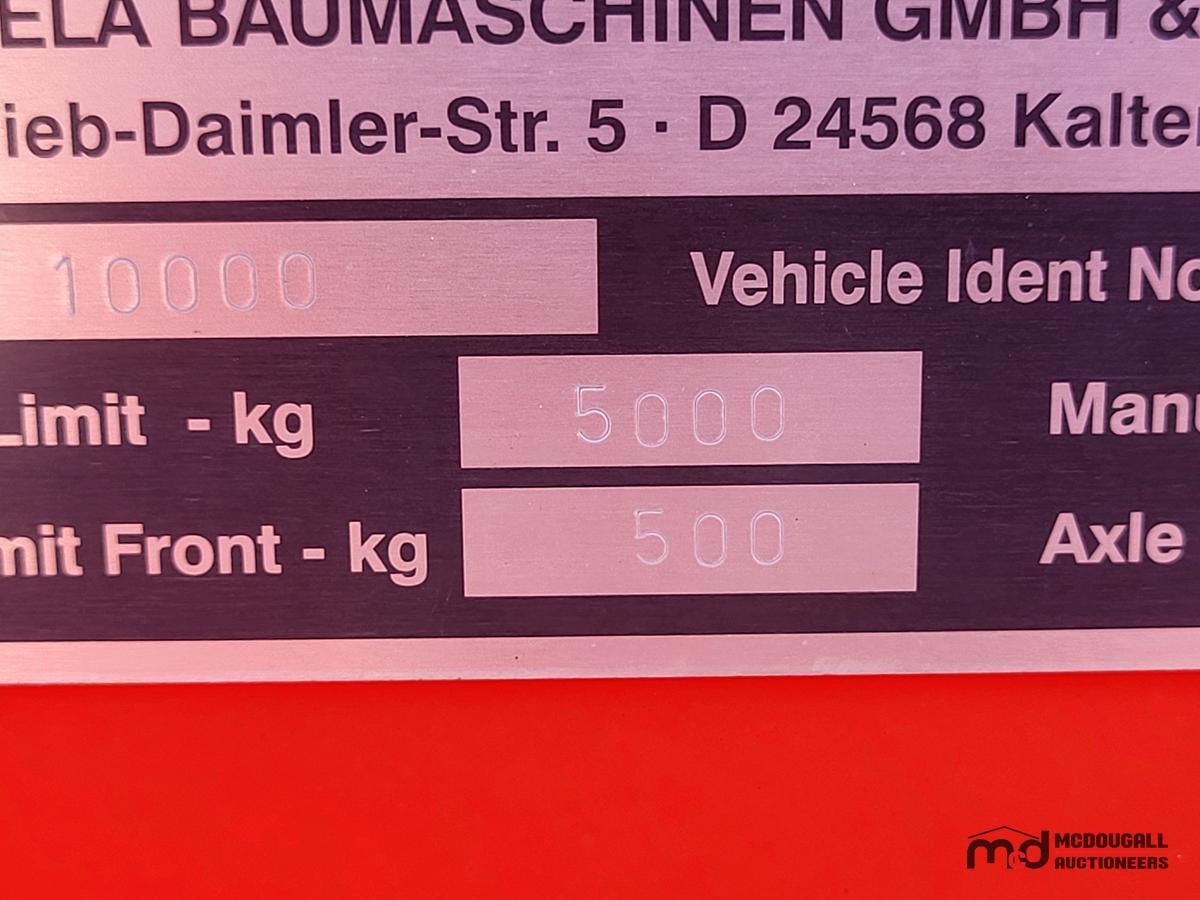 ELA BAUMASCHINEN GMBH &
ieb-Daimler-Str. 5 · D 24568 Kalte
10000 Vehicle Ident No
Limit - kg 5000 Manu
mit Front - kg 500 Axle
md MCDOUGALL
AUCTIONEERS